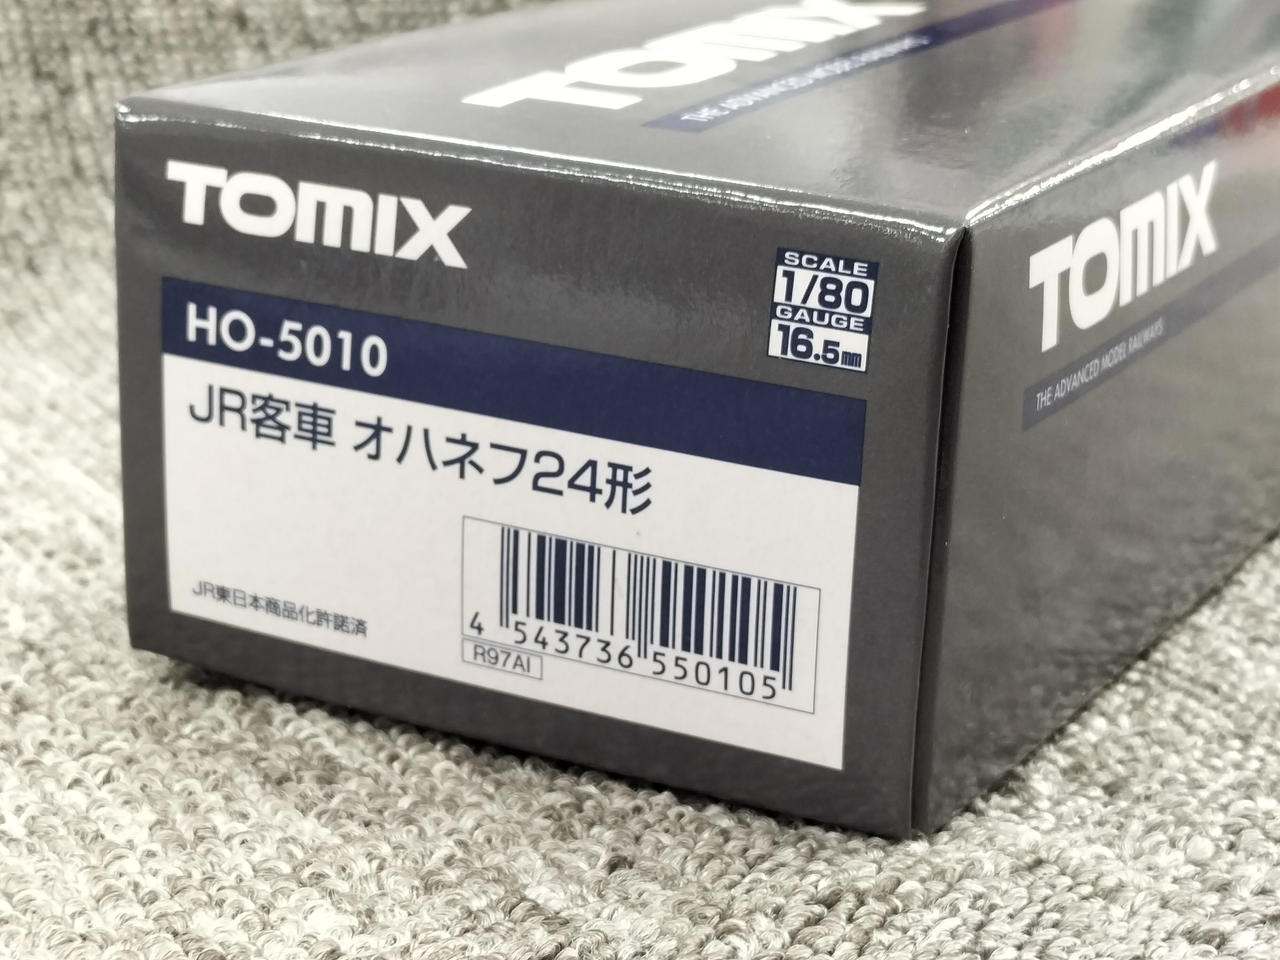 TOMIX
THE ADVANCED MODEL RAILWAYS
TOMIX
SCALE
1/80
GAUGE
16.5mm
HO-5010
JR客車 オハネフ24形
4 543736 550105
R97AI
JR東日本商品化許諾済
TOMIX
THE ADVANCED MODEL RAILWAYS